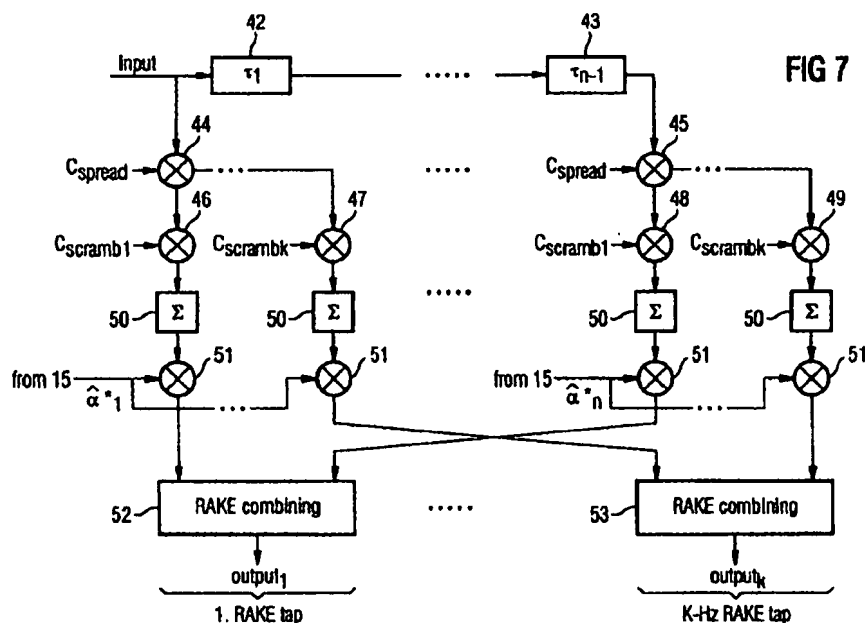 42
43
FIG 7
Input
τ1
.....
τn-1
44
45
Cspread
...
.....
Cspread
...
46
47
48
49
Cscramb1
Cscrambk
Cscramb1
Cscrambk
.....
50
Σ
50
Σ
50
Σ
50
Σ
51
51
51
51
from 15
from 15
α̂*1
...
α̂*n
...
52
RAKE combining
.....
53
RAKE combining
output1
outputk
1. RAKE tap
K-Hz RAKE tap